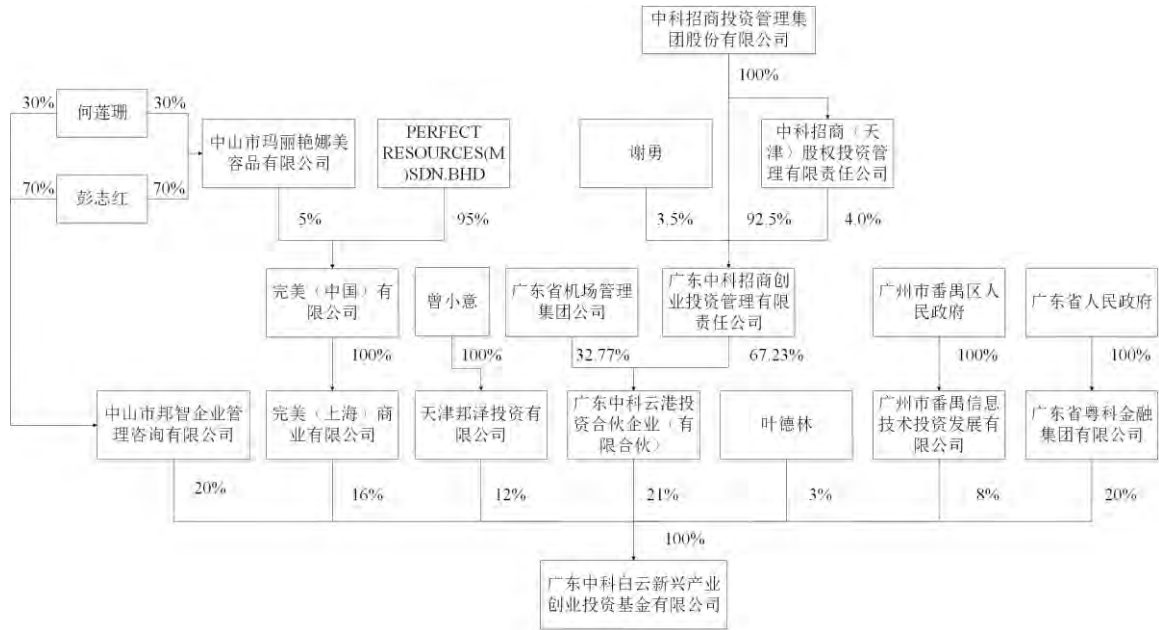 中科招商投资管理集
团股份有限公司
100%
30%
何莲珊
30%
70%
彭志红
70%
中山市玛丽艳娜美
容品有限公司
PERFECT
RESOURCES(M
)SDN.BHD
谢勇
中科招商（天
津）股权投资管
理有限责任公司
5%
95%
3.5%
92.5%
4.0%
完美（中国）有
限公司
曾小意
广东省机场管理
集团公司
广东中科招商创
业投资管理有限
责任公司
广州市番禺区人
民政府
广东省人民政府
100%
100%
32.77%
67.23%
100%
100%
中山市邦智企业管
理咨询有限公司
完美（上海）商
业有限公司
天津邦泽投资有
限公司
广东中科云港投
资合伙企业（有
限合伙）
叶德林
广州市番禺信息
技术投资发展有
限公司
广东省粤科金融
集团有限公司
20%
16%
12%
21%
3%
8%
20%
100%
广东中科白云新兴产业
创业投资基金有限公司